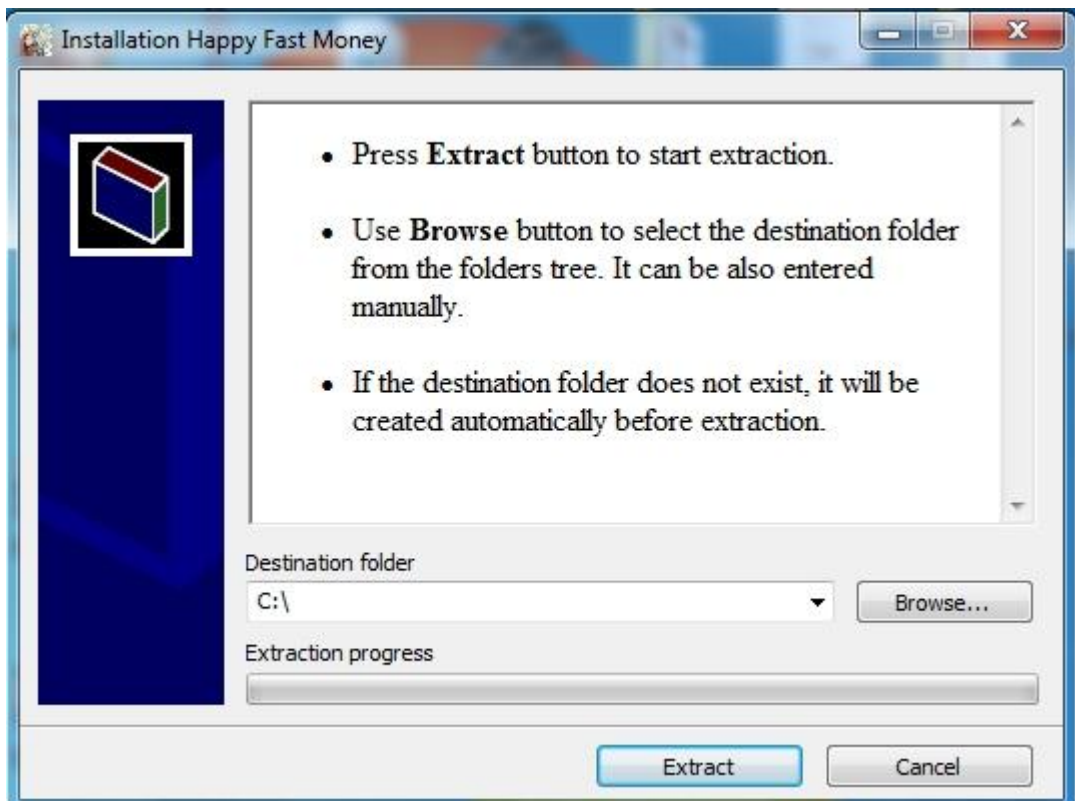 Installation Happy Fast Money
• Press Extract button to start extraction.
• Use Browse button to select the destination folder
from the folders tree. It can be also entered
manually.
• If the destination folder does not exist, it will be
created automatically before extraction.
Destination folder
C:\
Browse...
Extraction progress
Extract
Cancel